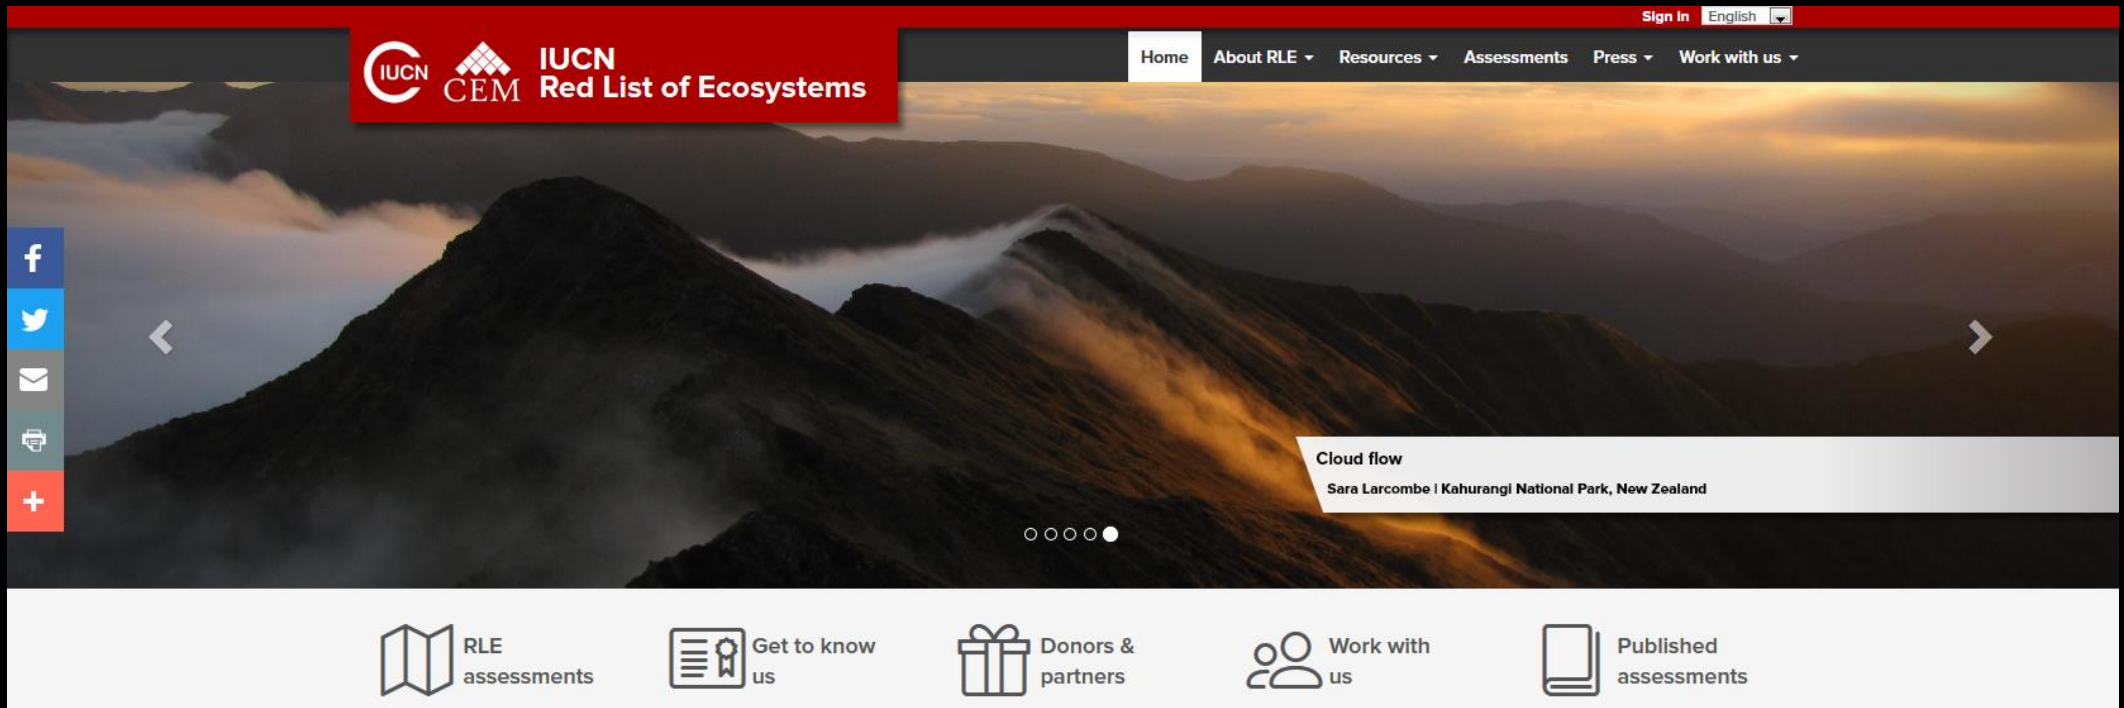 Sign In English
IUCN
CEM
IUCN
Red List of Ecosystems
Home About RLE Resources Assessments Press Work with us
Cloud flow
Sara Larcombe | Kahurangi National Park, New Zealand
RLE
assessments
Get to know
us
Donors &
partners
Work with
us
Published
assessments